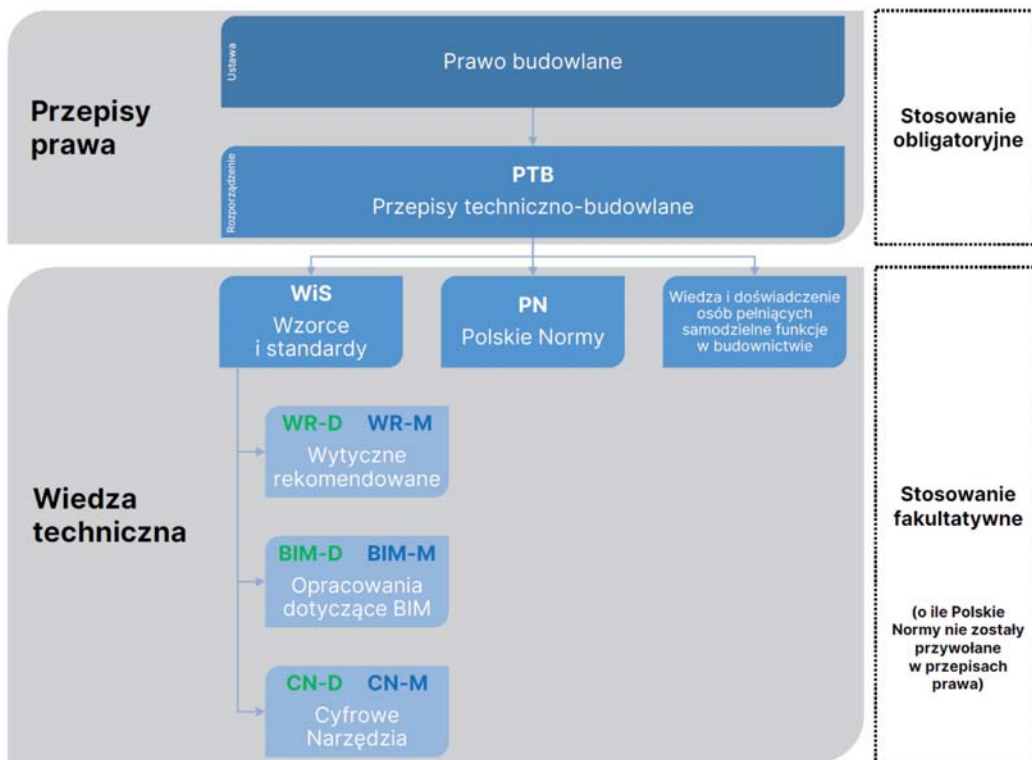 Przepisy
prawa
Ustawa
Prawo budowlane
Rozporządzenie
PTB
Przepisy techniczno-budowlane
Stosowanie
obligatoryjne
Wiedza
techniczna
WiS
Wzorce
i standardy
PN
Polskie Normy
Wiedza i doświadczenie
osób pełniących
samodzielne funkcje
w budownictwie
WR-D WR-M
Wytyczne
rekomendowane
BIM-D BIM-M
Opracowania
dotyczące BIM
CN-D CN-M
Cyfrowe
Narzędzia
Stosowanie
fakultatywne
(o ile Polskie
Normy nie zostały
przywołane
w przepisach
prawa)